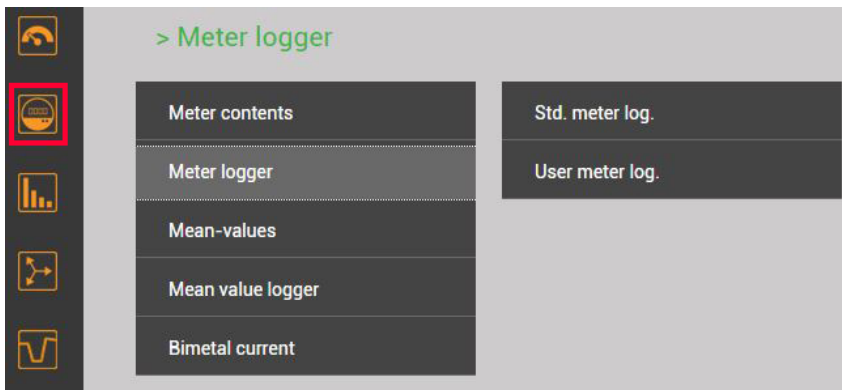 > Meter logger
Meter contents
Meter logger
Mean-values
Mean value logger
Bimetal current
Std. meter log.
User meter log.